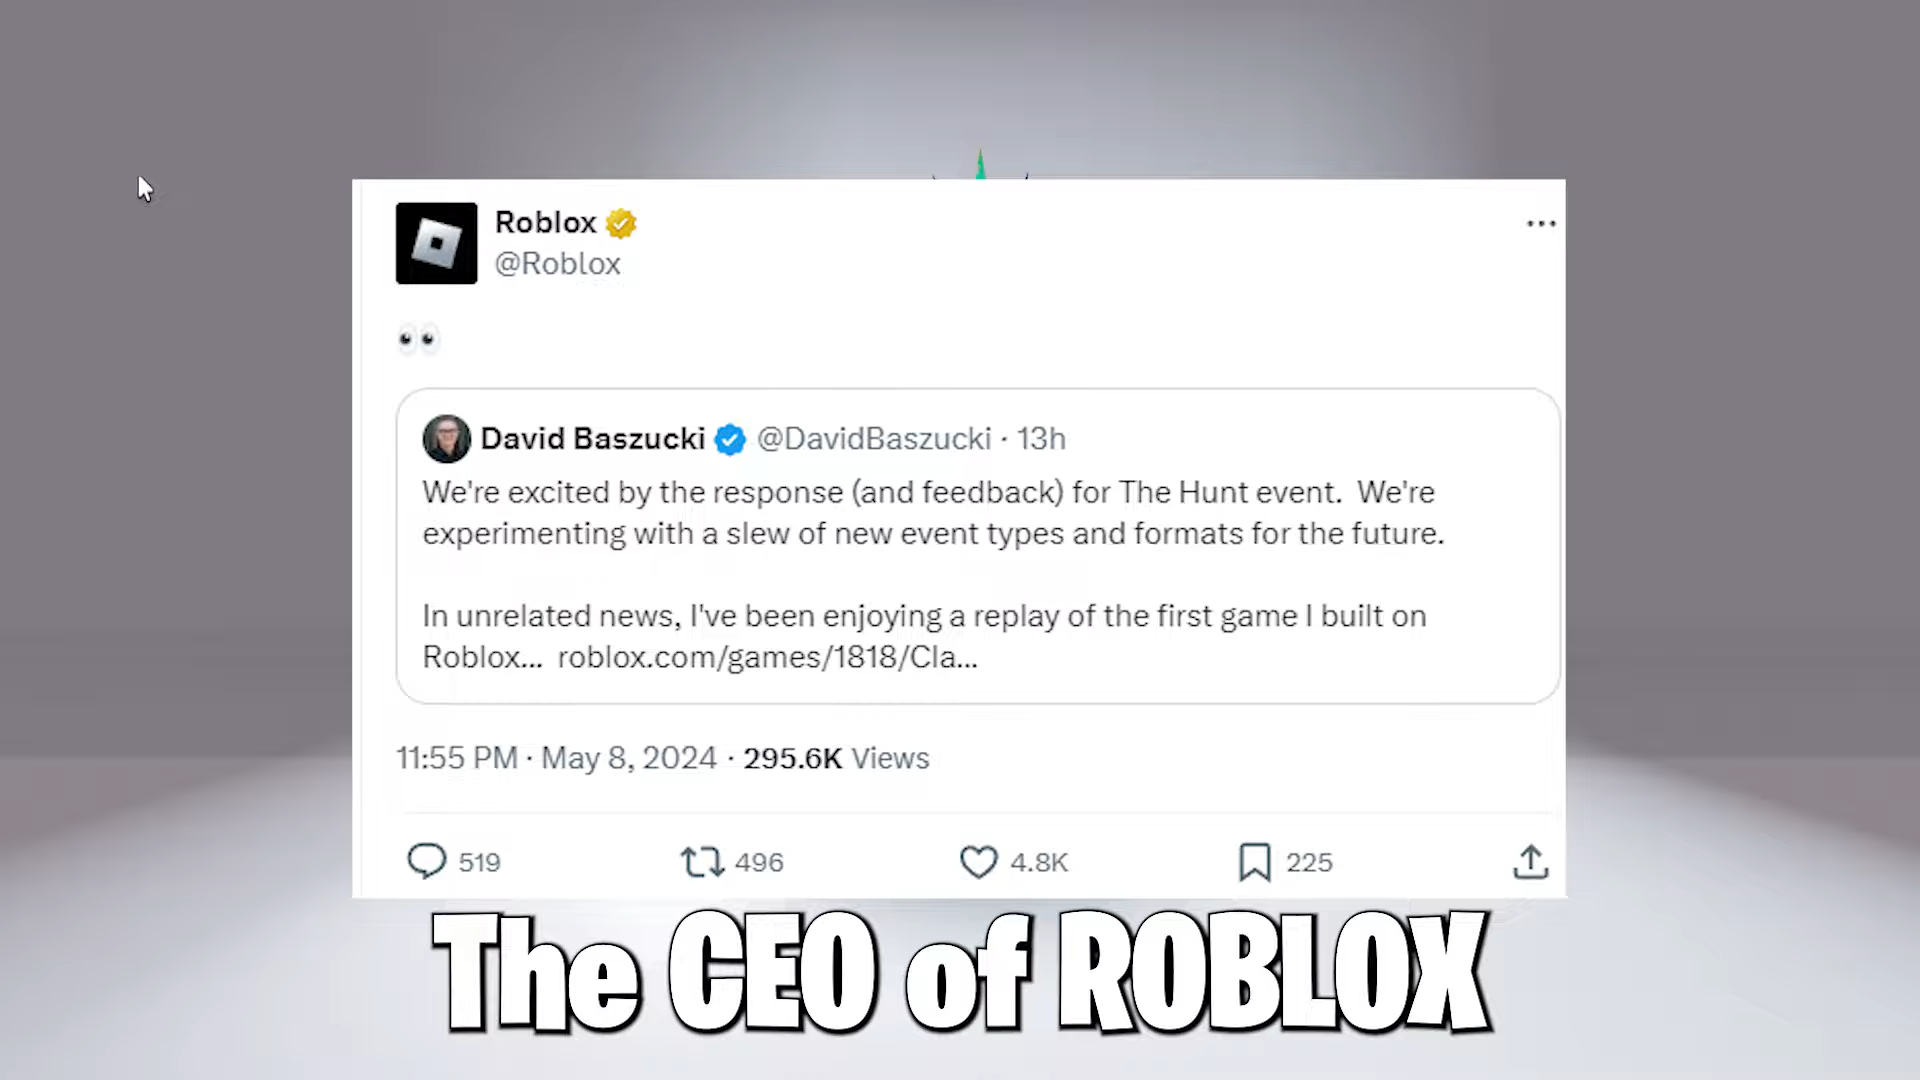 Roblox
@Roblox
👀
David Baszucki @DavidBaszucki · 13h
We're excited by the response (and feedback) for The Hunt event. We're
experimenting with a slew of new event types and formats for the future.
In unrelated news, I've been enjoying a replay of the first game I built on
Roblox... roblox.com/games/1818/Cla...
11:55 PM · May 8, 2024 · 295.6K Views
519 496 4.8K 225
The CEO of ROBLOX